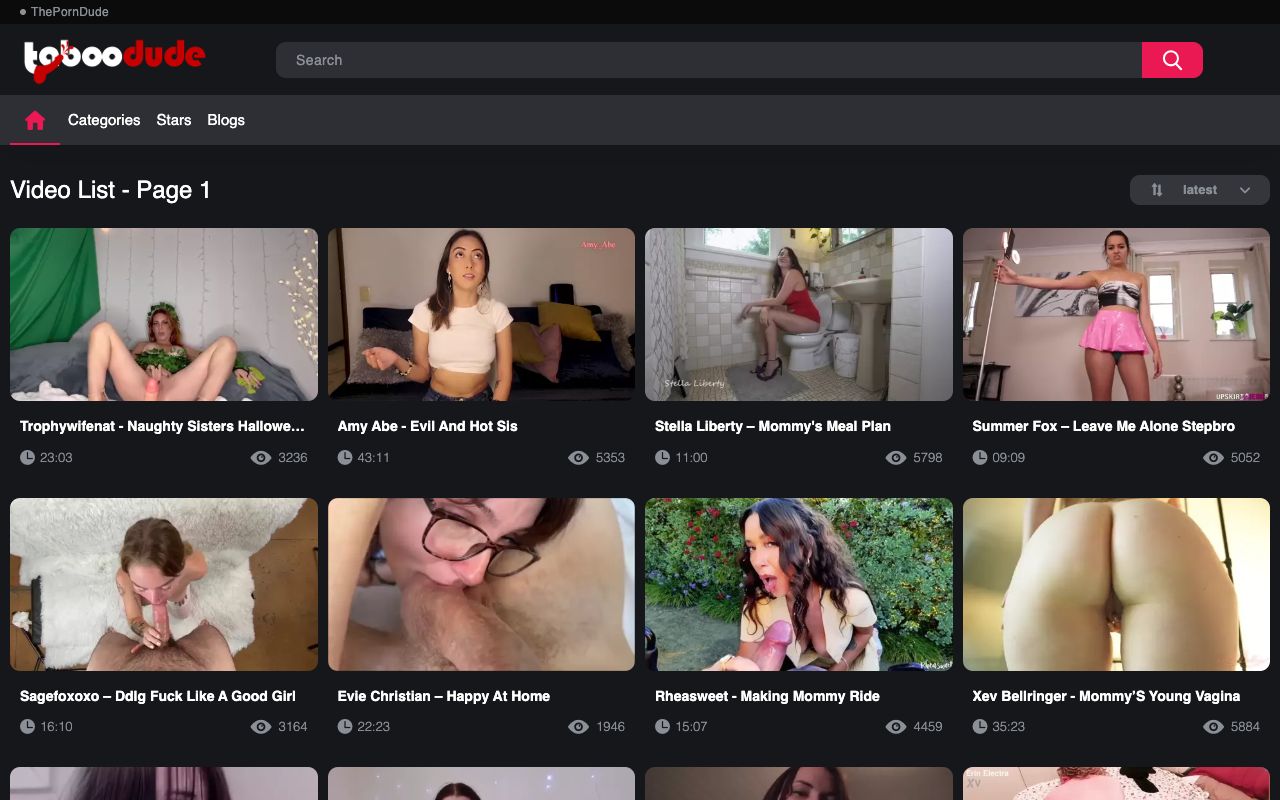 ThePornDude
taboodude
Search
Categories Stars Blogs
Video List - Page 1
latest
Amy_Abe
Stella Liberty
Trophywifenat - Naughty Sisters Hallowe...
23:03 3236
Amy Abe - Evil And Hot Sis
43:11 5353
Stella Liberty – Mommy's Meal Plan
11:00 5798
Summer Fox – Leave Me Alone Stepbro
09:09 5052
Sagefoxoxo – Ddlg Fuck Like A Good Girl
16:10 3164
Evie Christian – Happy At Home
22:23 1946
Rheasweet - Making Mommy Ride
15:07 4459
Xev Bellringer - Mommy’S Young Vagina
35:23 5884
Erin Electra
XV